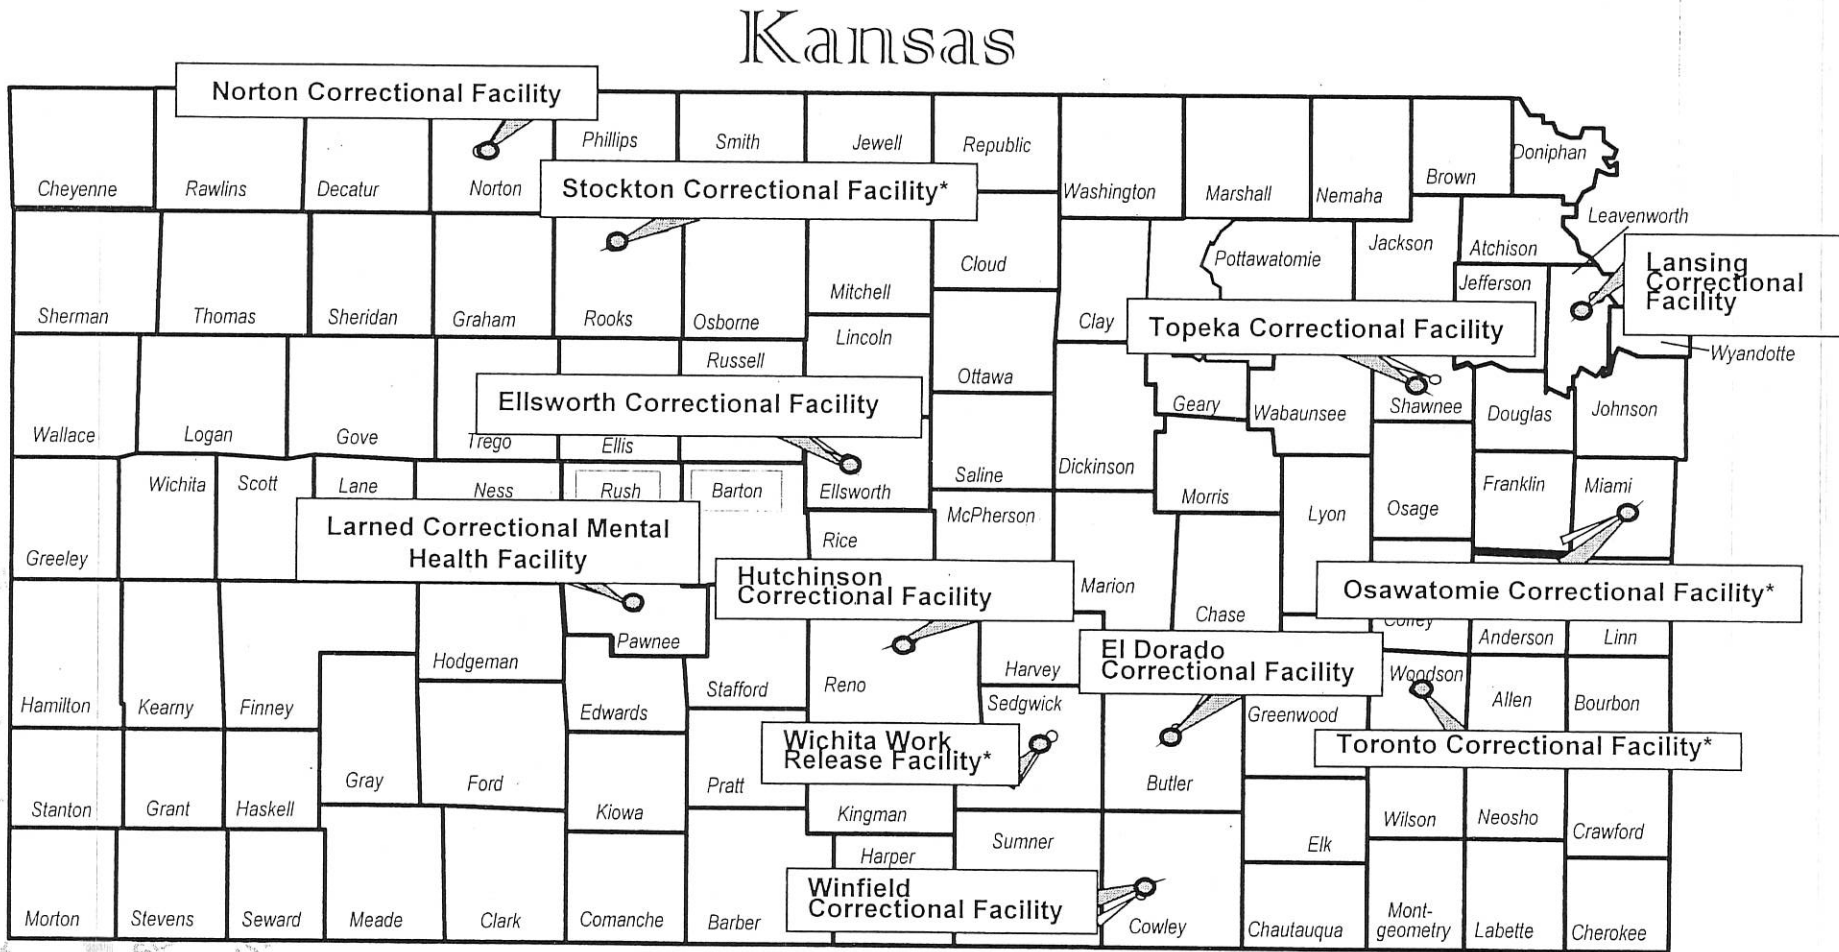 Kansas
Norton Correctional Facility
Phillips
Smith
Jewell
Republic
Doniphan
Cheyenne
Rawlins
Decatur
Norton
Stockton Correctional Facility*
Washington
Marshall
Nemaha
Brown
Leavenworth
Sherman
Thomas
Sheridan
Graham
Rooks
Osborne
Mitchell
Cloud
Clay
Pottawatomie
Jackson
Atchison
Jefferson
Lansing
Correctional
Facility
Lincoln
Topeka Correctional Facility
Wyandotte
Russell
Ottawa
Ellsworth Correctional Facility
Wallace
Logan
Gove
Trego
Ellis
Geary
Wabaunsee
Shawnee
Douglas
Johnson
Saline
Dickinson
Wichita
Scott
Lane
Ness
Rush
Barton
Ellsworth
McPherson
Morris
Lyon
Osage
Franklin
Miami
Greeley
Larned Correctional Mental
Health Facility
Rice
Hutchinson
Correctional Facility
Marion
Chase
Osawatomie Correctional Facility*
Coffey
Anderson
Linn
Pawnee
Hodgeman
Harvey
El Dorado
Correctional Facility
Woodson
Hamilton
Kearny
Finney
Edwards
Stafford
Reno
Sedgwick
Greenwood
Allen
Bourbon
Wichita Work
Release Facility*
Toronto Correctional Facility*
Stanton
Grant
Haskell
Gray
Ford
Kiowa
Pratt
Kingman
Butler
Elk
Wilson
Neosho
Crawford
Harper
Sumner
Winfield
Correctional Facility
Morton
Stevens
Seward
Meade
Clark
Comanche
Barber
Cowley
Chautauqua
Mont-
geometry
Labette
Cherokee